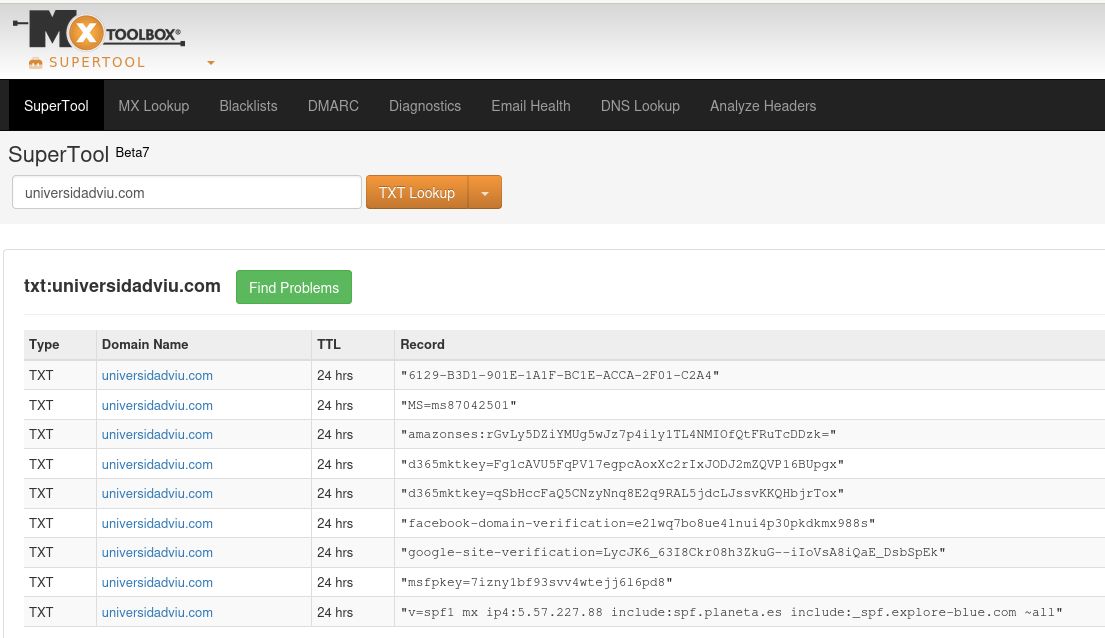 MX TOOLBOX®
SUPERTOOL
SuperTool MX Lookup Blacklists DMARC Diagnostics Email Health DNS Lookup Analyze Headers
SuperTool Beta7
universidadviu.com TXT Lookup
txt:universidadviu.com Find Problems
Type Domain Name TTL Record
TXT universidadviu.com 24 hrs "6129-B3D1-901E-1A1F-BC1E-ACCA-2F01-C2A4"
TXT universidadviu.com 24 hrs "MS=ms87042501"
TXT universidadviu.com 24 hrs "amazonses:rGvLy5DZiYMUg5wJz7p4ily1TL4NMIOfQtFRuTcDDzk="
TXT universidadviu.com 24 hrs "d365mktkey=Fg1cAVU5FqPV17egpcAoxXc2rIxJODJ2mZQVP16BUpgx"
TXT universidadviu.com 24 hrs "d365mktkey=qSbHccFaQ5CNzyNnq8E2q9RAL5jdcLJssvKKQHbjrTox"
TXT universidadviu.com 24 hrs "facebook-domain-verification=e2lwq7bo8ue4lnui4p30pkdkmx988s"
TXT universidadviu.com 24 hrs "google-site-verification=LycJK6_63I8Ckr08h3ZkuG--iIoVsA8iQaE_DsbSpEk"
TXT universidadviu.com 24 hrs "msfpkey=7iznylbf93svv4wtejj6l6pd8"
TXT universidadviu.com 24 hrs "v=spf1 mx ip4:5.57.227.88 include:spf.planeta.es include:_spf.explore-blue.com ~all"